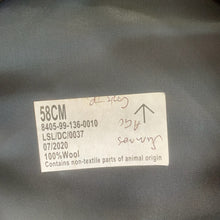 58CM
8405-99-136-0010
LSL/DC/0037
07/2020
100%Wool
Contains non-textile parts of animal origin